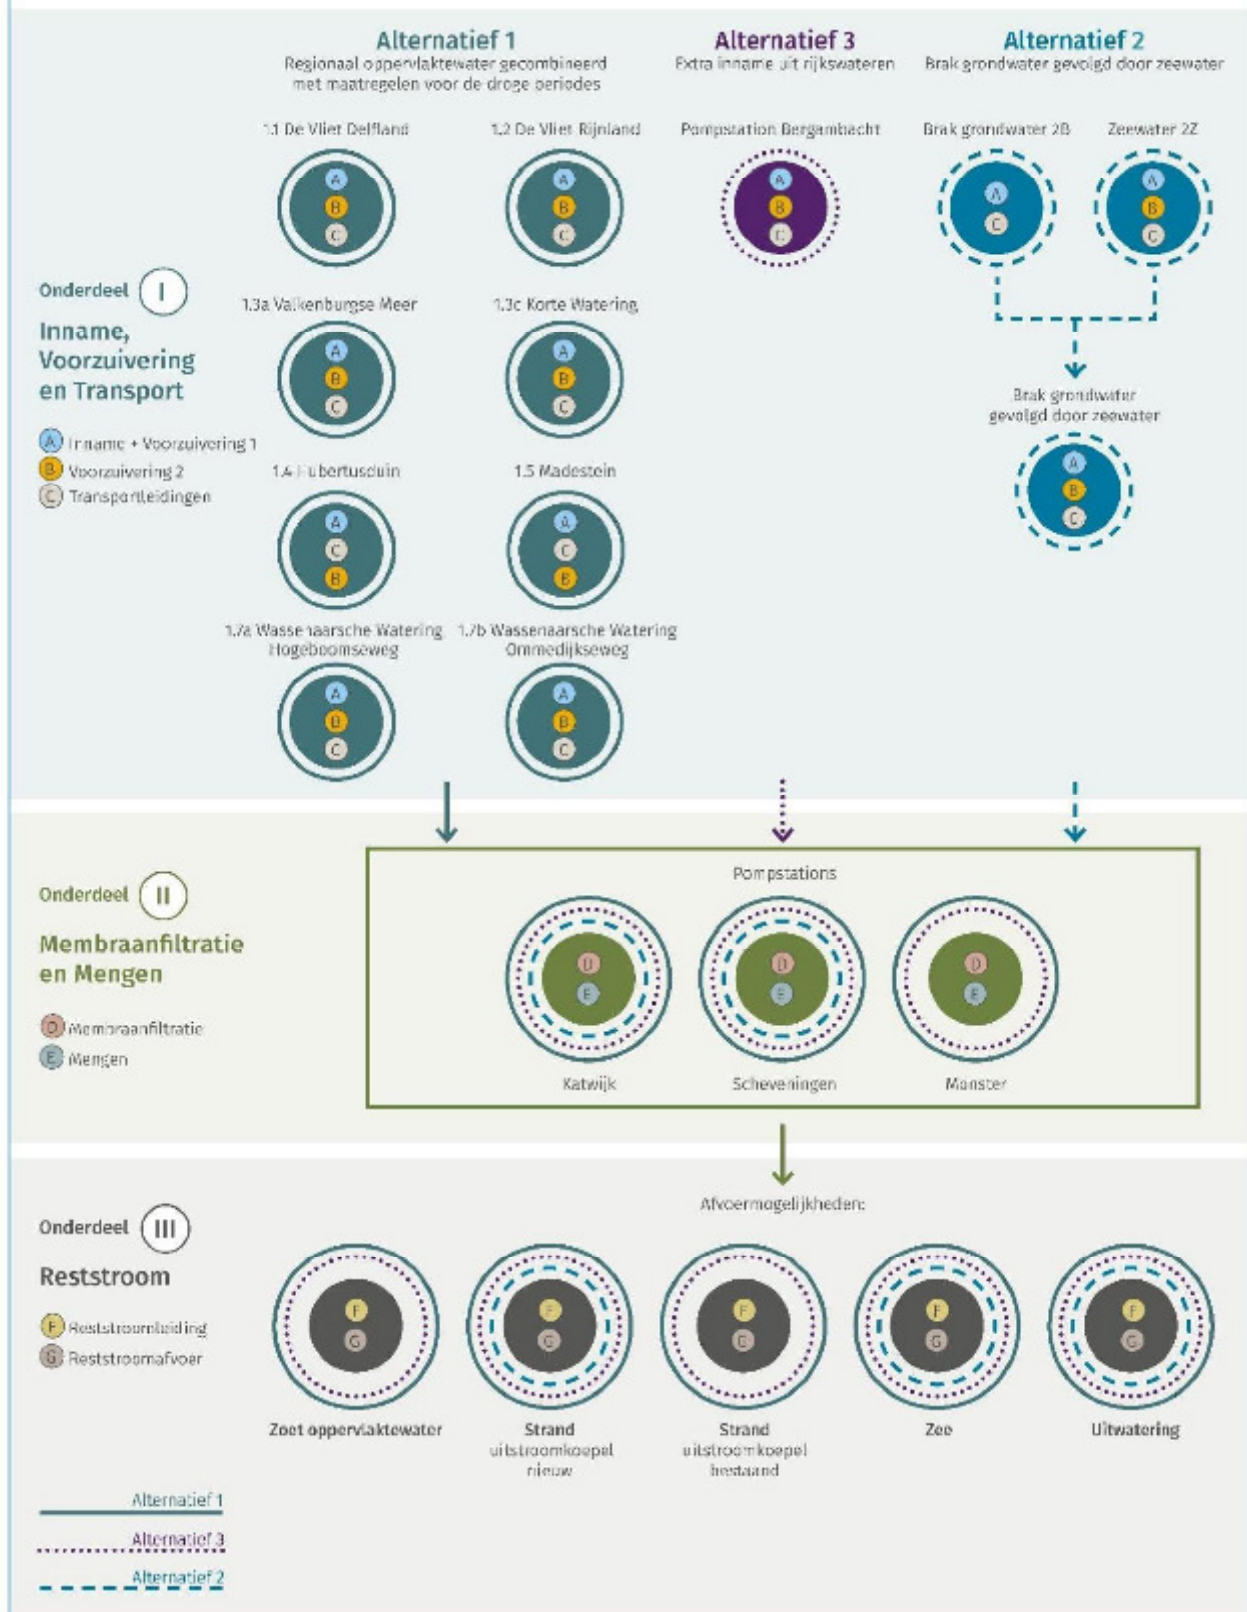 Alternatief 1
Regionaal oppervlaktewater gecombineerd
met maatregelen voor de droge periodes
Alternatief 3
Extra inname uit rijkswateren
Alternatief 2
Brak grondwater gevolgd door zeewater
1.1 De Vliet Delfland
1.2 De Vliet Rijnland
Pompstation Bergambacht
Brak grondwater 2B
Zeewater 2Z
A
B
C
A
B
C
A
B
C
A
C
A
B
C
Onderdeel I
Inname,
Voorzuivering
en Transport
A Inname + Voorzuivering 1
B Voorzuivering 2
C Transportleidingen
1.3a Valkenburgse Meer
1.3c Korte Watering
A
B
C
A
B
C
Brak grondwater
gevolgd door zeewater
A
B
C
1.4 Hubertusduin
1.5 Madestein
A
C
B
A
C
B
1.7a Wassenaarsche Watering
Hogeboomseweg
1.7b Wassenaarsche Watering
Ommedijkseweg
A
B
C
A
B
C
Onderdeel II
Membraanfiltratie
en Mengen
D Membraanfiltratie
E Mengen
Pompstations
D
E
D
E
D
E
Katwijk
Scheveningen
Monster
Onderdeel III
Reststroom
F Reststroomleiding
G Reststroomafvoer
Afvoermogelijkheden:
F
G
F
G
F
G
F
G
F
G
Zoet oppervlaktewater
Strand
uitstroomkoepel
nieuw
Strand
uitstroomkoepel
bestaand
Zee
Uitwatering
Alternatief 1
Alternatief 3
Alternatief 2